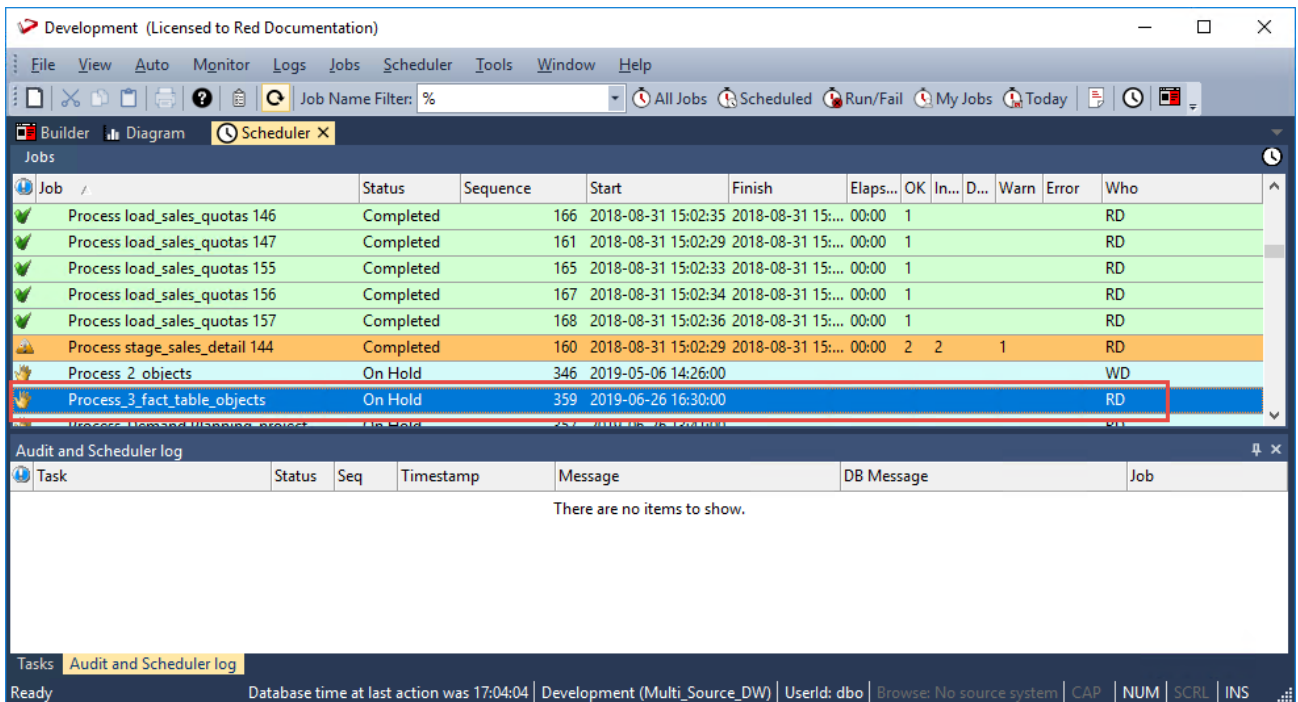 Development (Licensed to Red Documentation)
File View Auto Monitor Logs Jobs Scheduler Tools Window Help
Job Name Filter: % All Jobs Scheduled Run/Fail My Jobs Today
Builder Diagram Scheduler
Jobs
Job Status Sequence Start Finish Elaps... OK In... D... Warn Error Who
Process load_sales_quotas 146 Completed 166 2018-08-31 15:02:35 2018-08-31 15:... 00:00 1 RD
Process load_sales_quotas 147 Completed 161 2018-08-31 15:02:29 2018-08-31 15:... 00:00 1 RD
Process load_sales_quotas 155 Completed 165 2018-08-31 15:02:33 2018-08-31 15:... 00:00 1 RD
Process load_sales_quotas 156 Completed 167 2018-08-31 15:02:34 2018-08-31 15:... 00:00 1 RD
Process load_sales_quotas 157 Completed 168 2018-08-31 15:02:36 2018-08-31 15:... 00:00 1 RD
Process stage_sales_detail 144 Completed 160 2018-08-31 15:02:29 2018-08-31 15:... 00:00 2 2 1 RD
Process_2_objects On Hold 346 2019-05-06 14:26:00 WD
Process_3_fact_table_objects On Hold 359 2019-06-26 16:30:00 RD
Audit and Scheduler log
Task Status Seq Timestamp Message DB Message Job
There are no items to show.
Tasks Audit and Scheduler log
Ready Database time at last action was 17:04:04 Development (Multi_Source_DW) UserId: dbo Browse: No source system CAP NUM SCRL INS